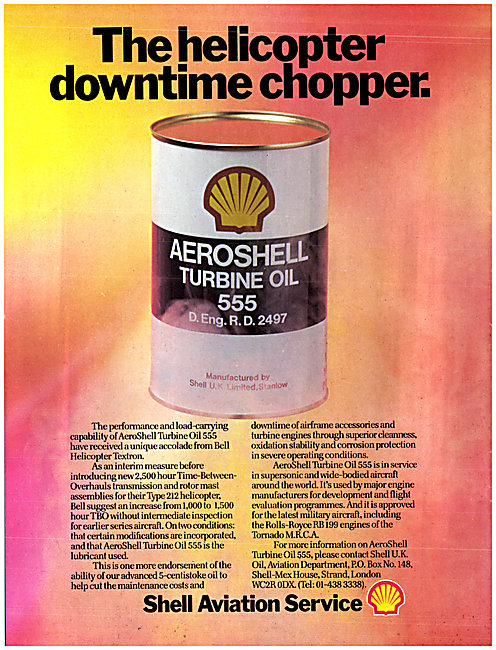 The helicopter
downtime chopper.
AEROSHELL
TURBINE OIL
555
D. Eng. R. D. 2497
Manufactured by
Shell U.K. Limited, Stanlow
The performance and load-carrying
capability of AeroShell Turbine Oil 555
have received a unique accolade from Bell
Helicopter Textron.
As an interim measure before
introducing new 2,500 hour Time-Between-
Overhauls transmission and rotor mast
assemblies for their Type 212 helicopter,
Bell suggest an increase from 1,000 to 1,500
hour TBO without intermediate inspection
for earlier series aircraft. On two conditions:
that certain modifications are incorporated,
and that AeroShell Turbine Oil 555 is the
lubricant used.
This is one more endorsement of the
ability of our advanced 5-centistoke oil to
help cut the maintenance costs and
downtime of airframe accessories and
turbine engines through superior cleanness,
oxidation stability and corrosion protection
in severe operating conditions.
AeroShell Turbine Oil 555 is in service
in supersonic and wide-bodied aircraft
around the world. It's used by major engine
manufacturers for development and flight
evaluation programmes. And it is approved
for the latest military aircraft, including
the Rolls-Royce RB 199 engines of the
Tornado M.R.C.A.
For more information on AeroShell
Turbine Oil 555, please contact Shell U.K.
Oil, Aviation Department, P.O. Box No. 148,
Shell-Mex House, Strand, London
WC2R 0DX. (Tel: 01-438 3838).
Shell Aviation Service